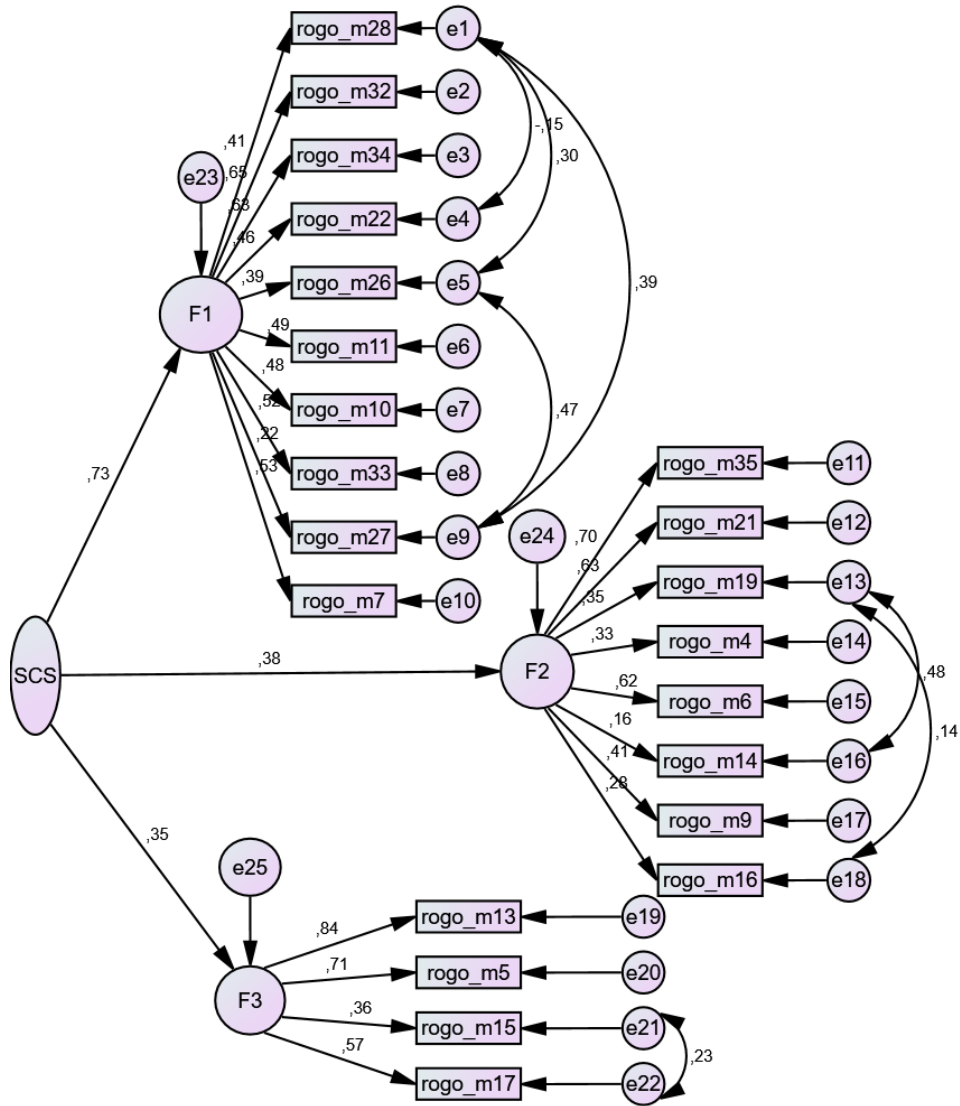 rogo_m28
e1
rogo_m32
e2
-,15
,41
rogo_m34
e3
,30
e23
,65
,63
rogo_m22
e4
,46
,39
rogo_m26
e5
,39
F1
,49
rogo_m11
e6
,48
,52
rogo_m10
e7
,47
,22
,53
rogo_m33
e8
,73
rogo_m27
e9
rogo_m7
e10
rogo_m35
e11
e24
,70
rogo_m21
e12
,63
,35
rogo_m19
e13
SCS
,38
F2
,33
rogo_m4
e14
,62
rogo_m6
e15
,48
,16
rogo_m14
e16
,14
,41
,28
rogo_m9
e17
rogo_m16
e18
,35
e25
,84
rogo_m13
e19
,71
rogo_m5
e20
F3
,36
rogo_m15
e21
,23
,57
rogo_m17
e22